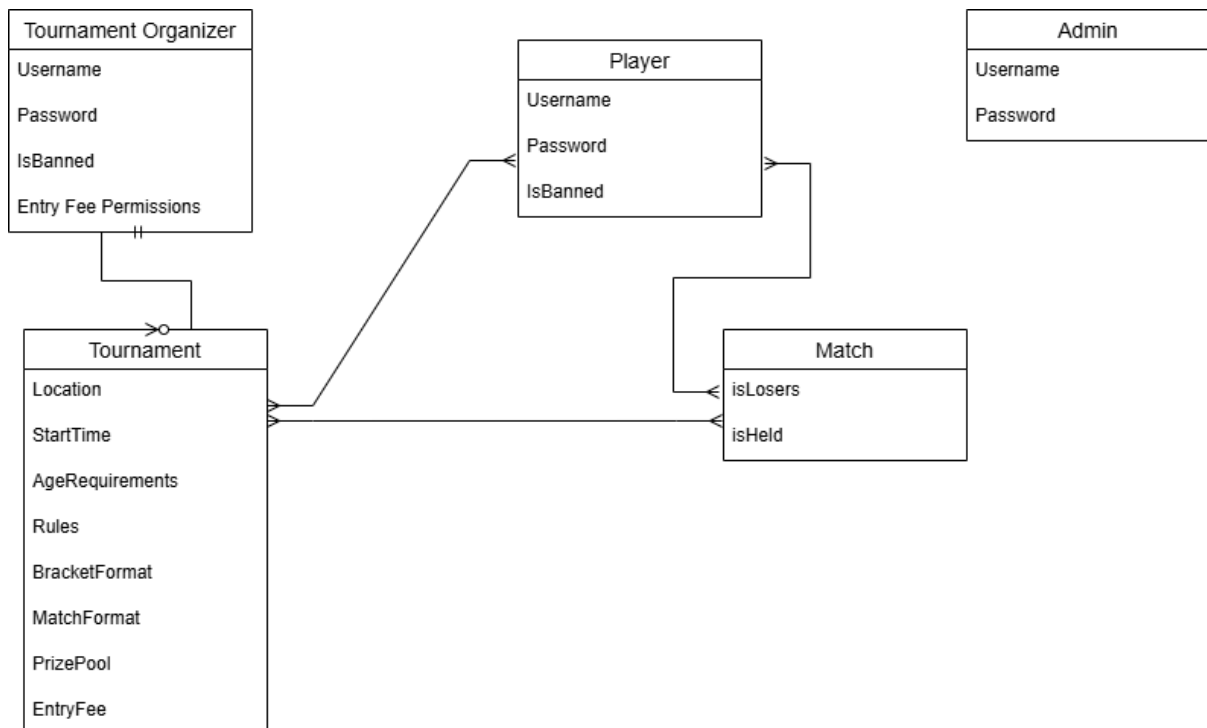 Tournament Organizer
Username
Password
IsBanned
Entry Fee Permissions
Player
Username
Password
IsBanned
Admin
Username
Password
Tournament
Location
StartTime
AgeRequirements
Rules
BracketFormat
MatchFormat
PrizePool
EntryFee
Match
isLosers
isHeld